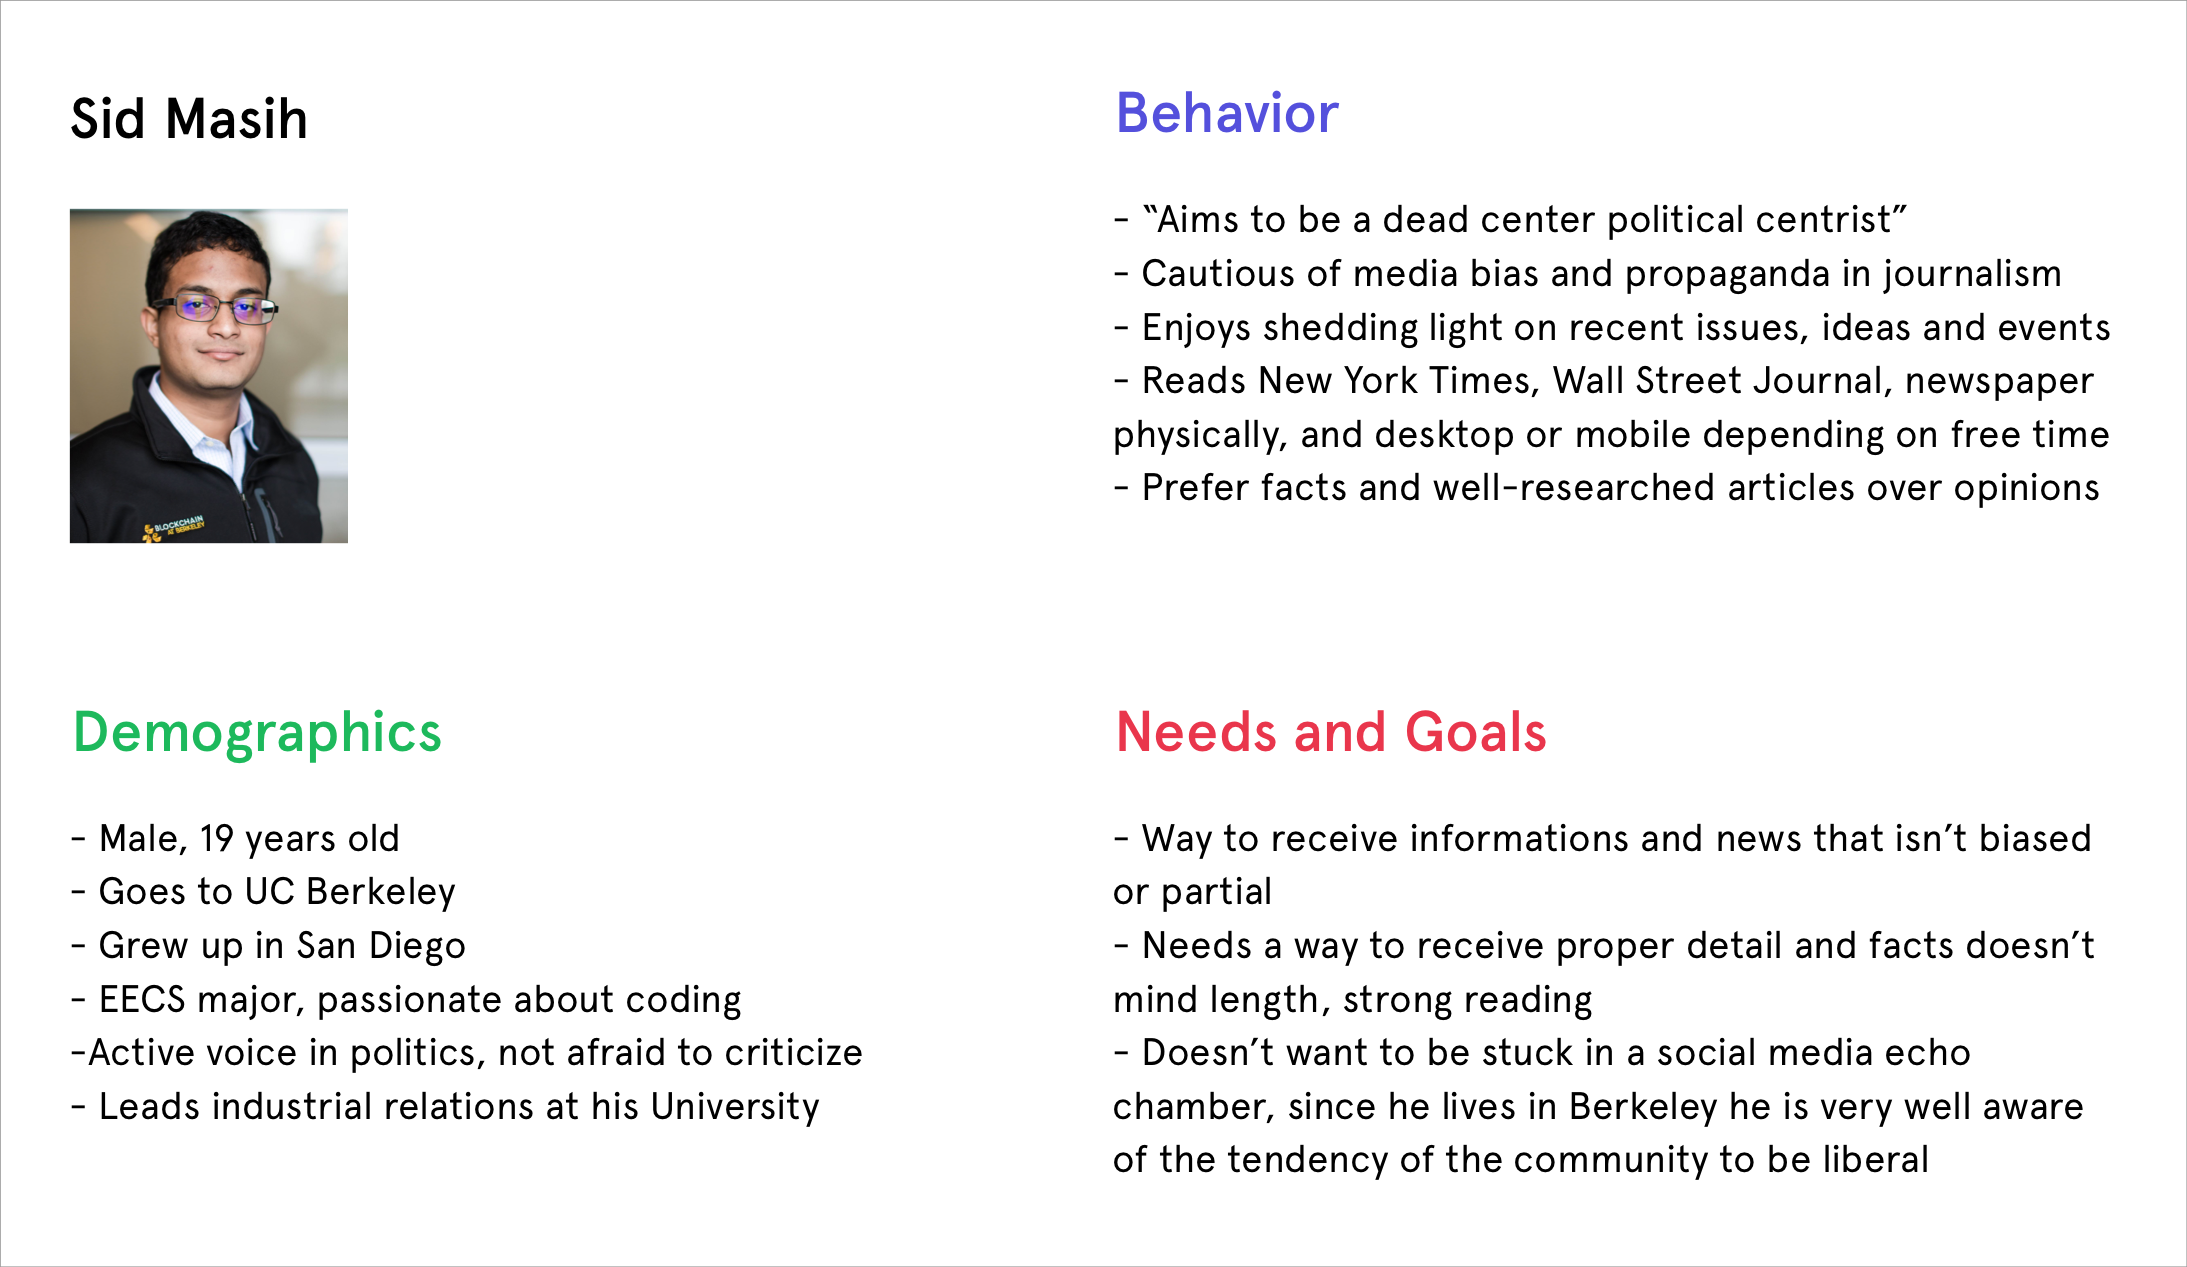 Sid Masih
BLOCKCHAIN
AT BERKELEY
Demographics
- Male, 19 years old
- Goes to UC Berkeley
- Grew up in San Diego
- EECS major, passionate about coding
-Active voice in politics, not afraid to criticize
- Leads industrial relations at his University
Behavior
- “Aims to be a dead center political centrist”
- Cautious of media bias and propaganda in journalism
- Enjoys shedding light on recent issues, ideas and events
- Reads New York Times, Wall Street Journal, newspaper
physically, and desktop or mobile depending on free time
- Prefer facts and well-researched articles over opinions
Needs and Goals
- Way to receive informations and news that isn’t biased
or partial
- Needs a way to receive proper detail and facts doesn’t
mind length, strong reading
- Doesn’t want to be stuck in a social media echo
chamber, since he lives in Berkeley he is very well aware
of the tendency of the community to be liberal